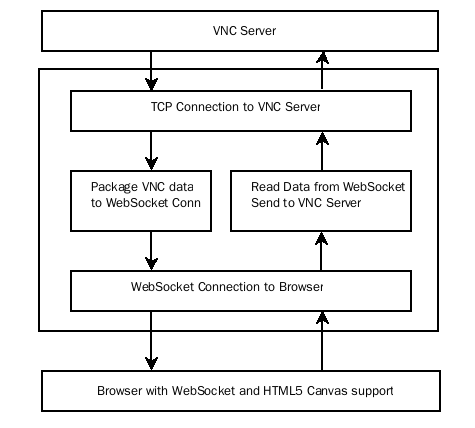 VNC Server
TCP Connection to VNC Server
Package VNC data
to WebSocket Conn
Read Data from WebSocket
Send to VNC Server
WebSocket Connection to Browser
Browser with WebSocket and HTML5 Canvas support